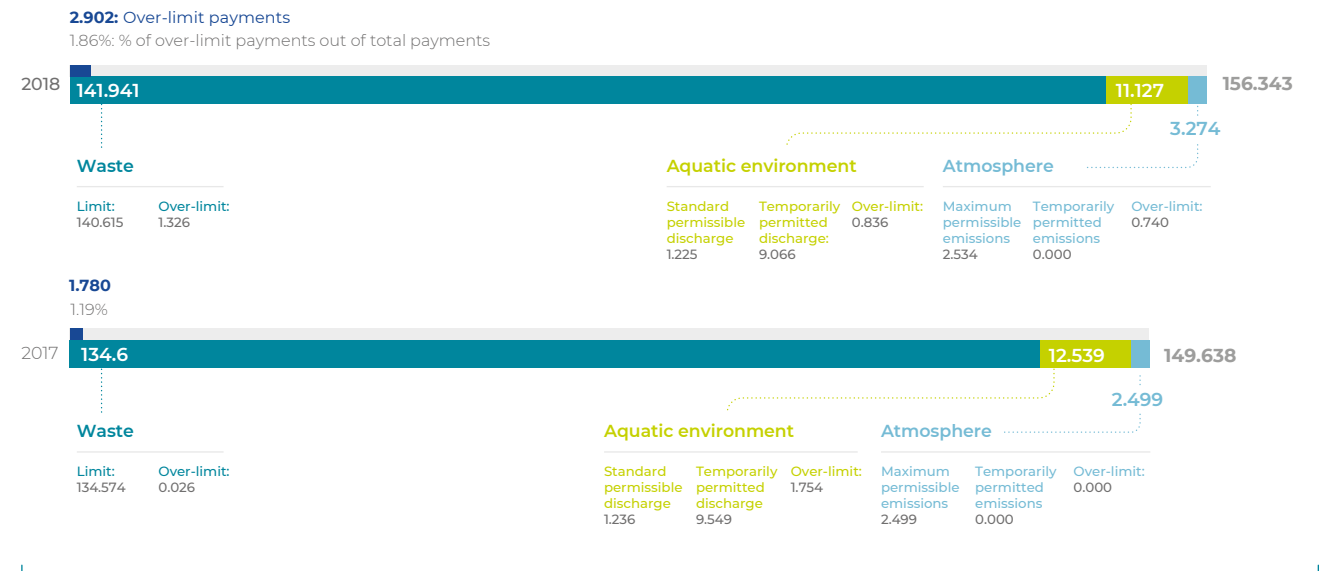 2.902: Over-limit payments
1.86%: % of over-limit payments out of total payments
2018 141.941 11.127 156.343
3.274
Waste Aquatic environment Atmosphere
Limit: Over-limit: Standard Temporarily Over-limit: Maximum Temporarily Over-limit:
140.615 1.326 permissible permitted 0.836 permissible permitted 0.740
discharge discharge: emissions emissions
1.225 9.066 2.534 0.000
1.780
1.19%
2017 134.6 12.539 149.638
2.499
Waste Aquatic environment Atmosphere
Limit: Over-limit: Standard Temporarily Over-limit: Maximum Temporarily Over-limit:
134.574 0.026 permissible permitted 1.754 permissible permitted 0.000
discharge discharge emissions emissions
1.236 9.549 2.499 0.000